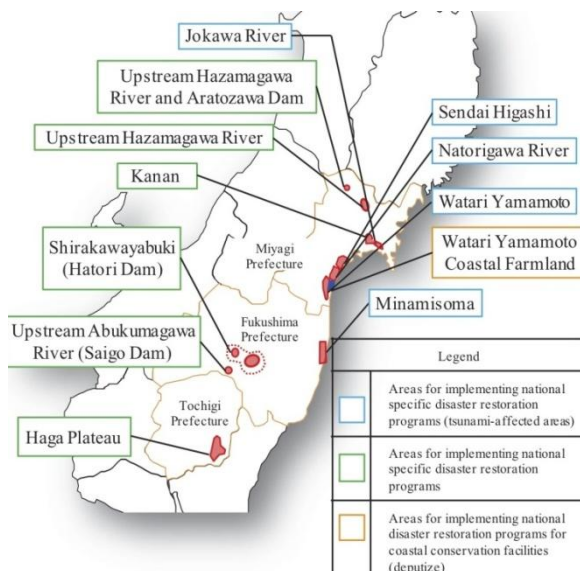 Jokawa River
Upstream Hazamagawa
River and Aratozawa Dam
Upstream Hazamagawa River
Kanan
Shirakawayabuki
(Hatori Dam)
Upstream Abukumagawa
River (Saigo Dam)
Haga Plateau
Miyagi
Prefecture
Fukushima
Prefecture
Tochigi
Prefecture
Sendai Higashi
Natorigawa River
Watari Yamamoto
Watari Yamamoto
Coastal Farmland
Minamisoma
Legend
Areas for implementing national
specific disaster restoration
programs (tsunami-affected areas)
Areas for implementing national
specific disaster restoration
programs
Areas for implementing national
disaster restoration programs for
coastal conservation facilities
(deputize)